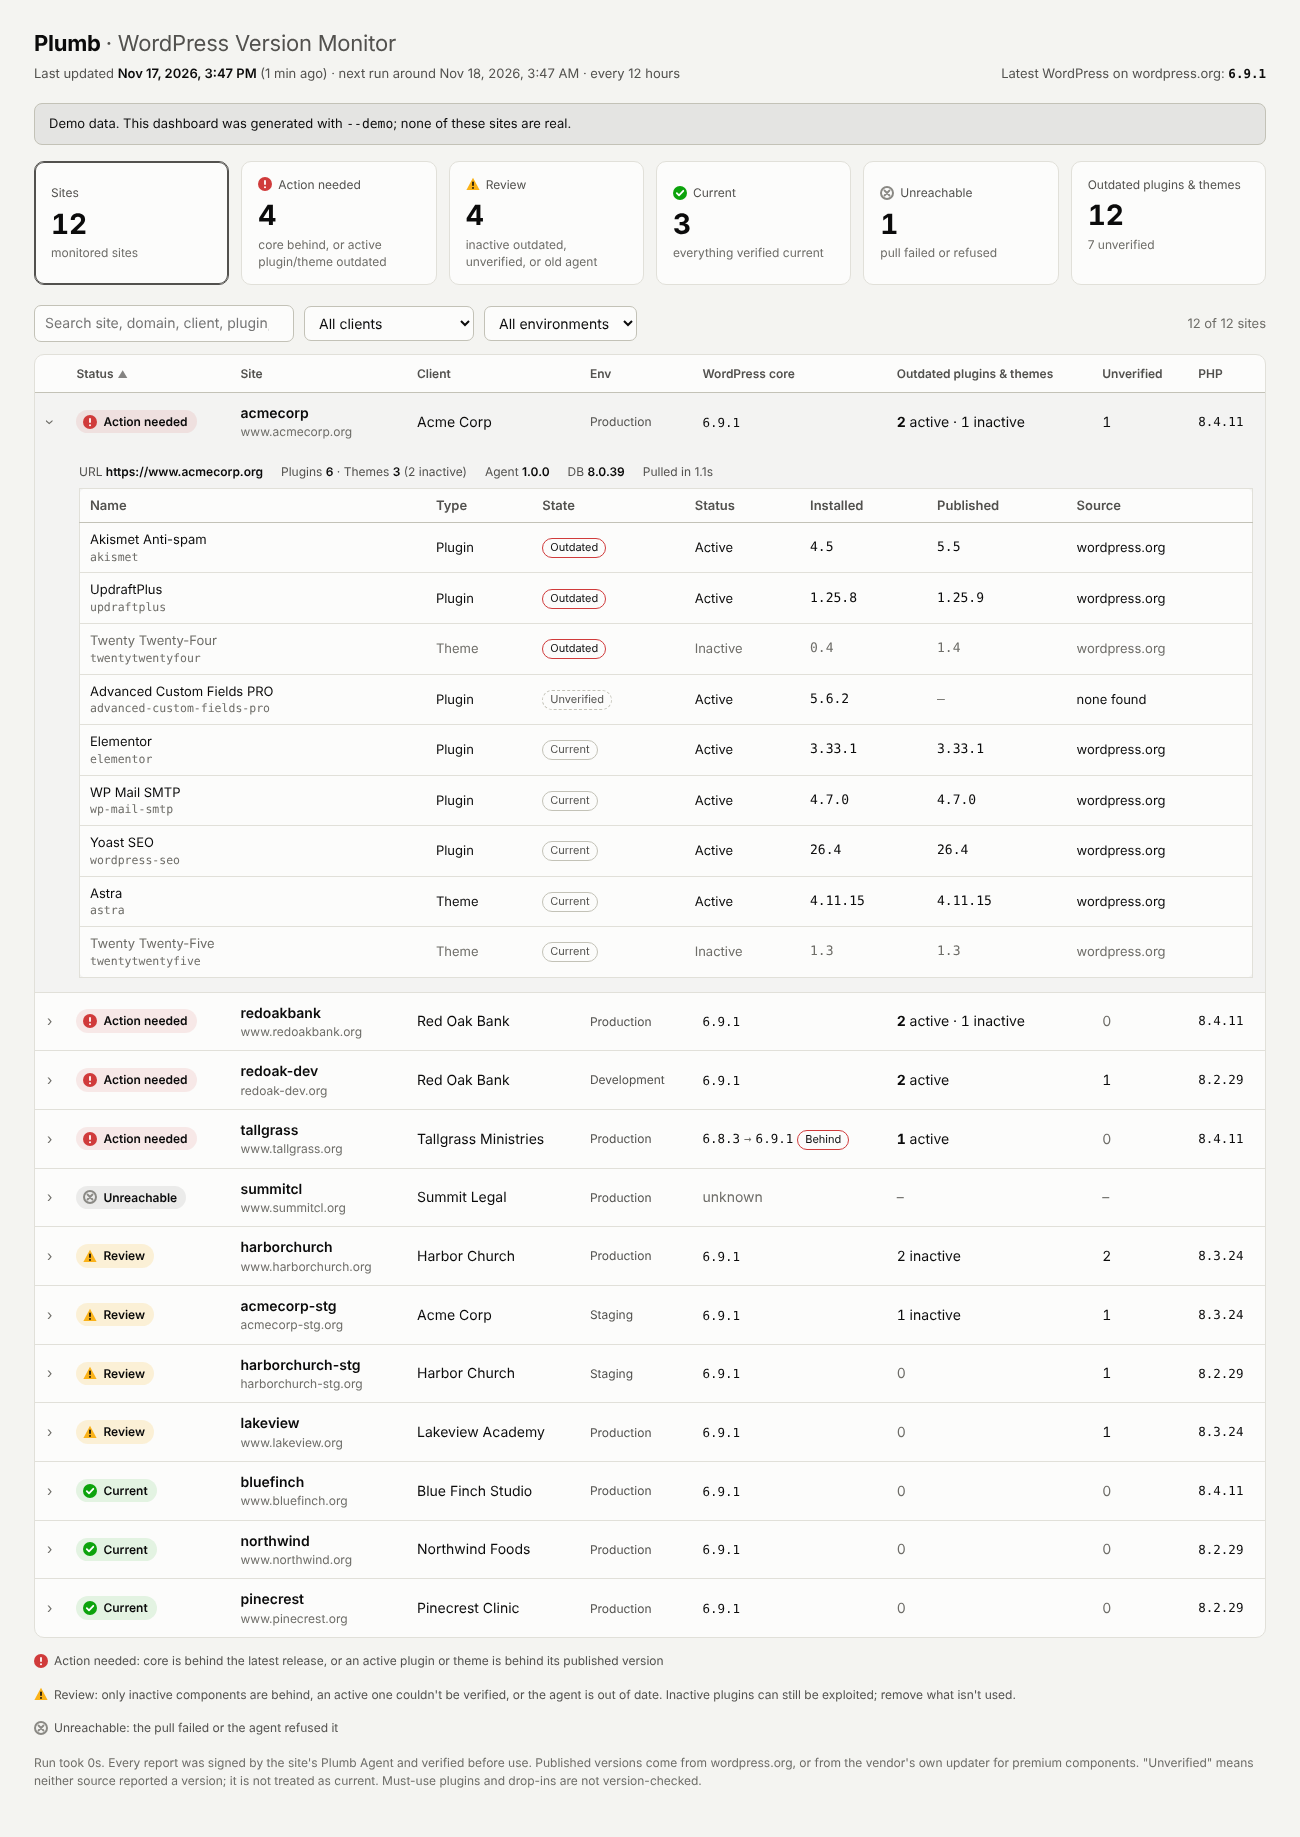 Plumb · WordPress Version Monitor
Last updated Nov 17, 2026, 3:47 PM (1 min ago) · next run around Nov 18, 2026, 3:47 AM · every 12 hours
Latest WordPress on wordpress.org: 6.9.1
Demo data. This dashboard was generated with --demo; none of these sites are real.
Sites
12
monitored sites
Action needed
4
core behind, or active
plugin/theme outdated
Review
4
inactive outdated,
unverified, or old agent
Current
3
everything verified current
Unreachable
1
pull failed or refused
Outdated plugins & themes
12
7 unverified
Search site, domain, client, plugin
All clients
All environments
12 of 12 sites
Status ▲ Site Client Env WordPress core Outdated plugins & themes Unverified PHP
Action needed acmecorp Acme Corp Production 6.9.1 2 active · 1 inactive 1 8.4.11
www.acmecorp.org
URL https://www.acmecorp.org Plugins 6 · Themes 3 (2 inactive) Agent 1.0.0 DB 8.0.39 Pulled in 1.1s
Name Type State Status Installed Published Source
Akismet Anti-spam Plugin Outdated Active 4.5 5.5 wordpress.org
akismet
UpdraftPlus Plugin Outdated Active 1.25.8 1.25.9 wordpress.org
updraftplus
Twenty Twenty-Four Theme Outdated Inactive 0.4 1.4 wordpress.org
twentytwentyfour
Advanced Custom Fields PRO Plugin Unverified Active 5.6.2 – none found
advanced-custom-fields-pro
Elementor Plugin Current Active 3.33.1 3.33.1 wordpress.org
elementor
WP Mail SMTP Plugin Current Active 4.7.0 4.7.0 wordpress.org
wp-mail-smtp
Yoast SEO Plugin Current Active 26.4 26.4 wordpress.org
wordpress-seo
Astra Theme Current Active 4.11.15 4.11.15 wordpress.org
astra
Twenty Twenty-Five Theme Current Inactive 1.3 1.3 wordpress.org
twentytwentyfive
Action needed redoakbank Red Oak Bank Production 6.9.1 2 active · 1 inactive 0 8.4.11
www.redoakbank.org
Action needed redoak-dev Red Oak Bank Development 6.9.1 2 active 1 8.2.29
redoak-dev.org
Action needed tallgrass Tallgrass Ministries Production 6.8.3 → 6.9.1 Behind 1 active 0 8.4.11
www.tallgrass.org
Unreachable summitcl Summit Legal Production unknown – –
www.summitcl.org
Review harborchurch Harbor Church Production 6.9.1 2 inactive 2 8.3.24
www.harborchurch.org
Review acmecorp-stg Acme Corp Staging 6.9.1 1 inactive 1 8.3.24
acmecorp-stg.org
Review harborchurch-stg Harbor Church Staging 6.9.1 0 1 8.2.29
harborchurch-stg.org
Review lakeview Lakeview Academy Production 6.9.1 0 1 8.3.24
www.lakeview.org
Current bluefinch Blue Finch Studio Production 6.9.1 0 0 8.4.11
www.bluefinch.org
Current northwind Northwind Foods Production 6.9.1 0 0 8.2.29
www.northwind.org
Current pinecrest Pinecrest Clinic Production 6.9.1 0 0 8.2.29
www.pinecrest.org
Action needed: core is behind the latest release, or an active plugin or theme is behind its published version
Review: only inactive components are behind, an active one couldn't be verified, or the agent is out of date. Inactive plugins can still be exploited; remove what isn't used.
Unreachable: the pull failed or the agent refused it
Run took 0s. Every report was signed by the site's Plumb Agent and verified before use. Published versions come from wordpress.org, or from the vendor's own updater for premium components. "Unverified" means
neither source reported a version; it is not treated as current. Must-use plugins and drop-ins are not version-checked.